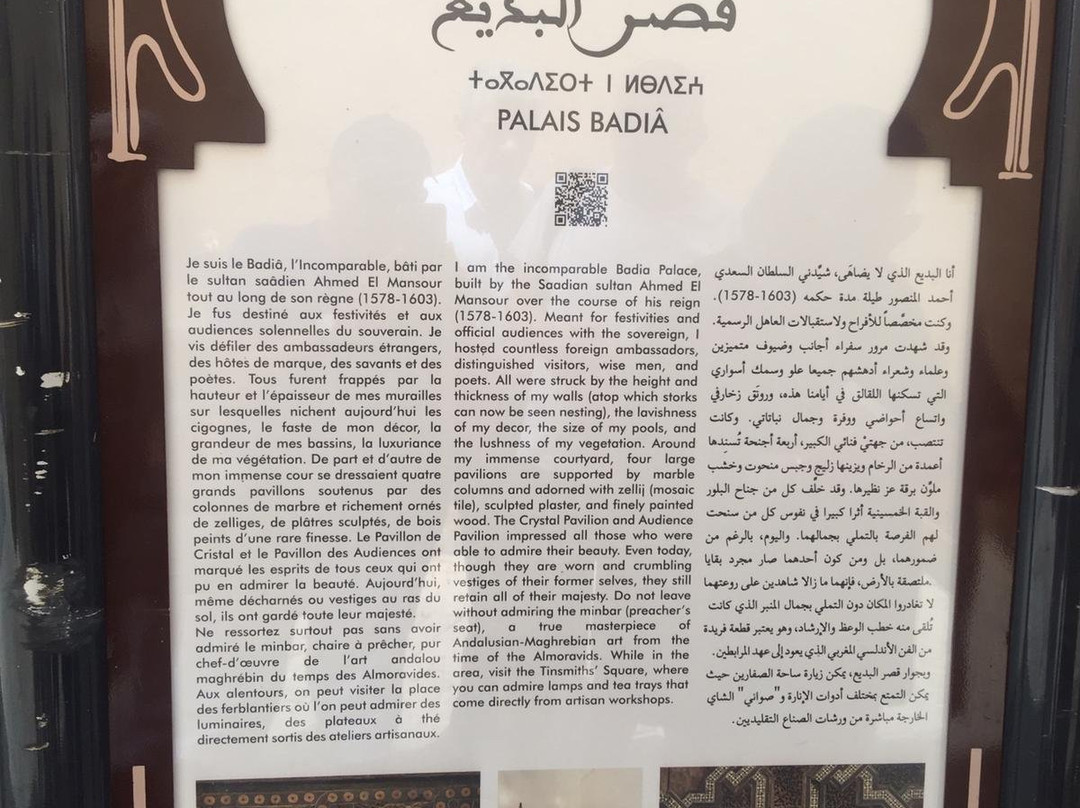 قصر البديع
ⵜⴰⴳⴷⵉⵔⵜ ⵏ ⵍⴱⴷⵉⵄ
PALAIS BADIÂ
Je suis le Badiâ, l’Incomparable, bâti par
le sultan saâdien Ahmed El Mansour
tout au long de son règne (1578-1603).
Je fus destiné aux festivités et aux
audiences solennelles du souverain. Je
vis défiler des ambassadeurs étrangers,
des hôtes de marque, des savants et des
poètes. Tous furent frappés par la
hauteur et l’épaisseur de mes murailles
sur lesquelles nichent aujourd’hui les
cigognes, le faste de mon décor, la
grandeur de mes bassins, la luxuriance
de ma végétation. De part et d’autre de
mon immense cour se dressaient quatre
grands pavillons soutenus par des
colonnes de marbre et richement ornés
de zelliges, de plâtres sculptés, de bois
peints d’une rare finesse. Le Pavillon de
Cristal et le Pavillon des Audiences ont
marqué les esprits de tous ceux qui ont
pu en admirer la beauté. Aujourd’hui,
même décharnés ou vestiges au ras du
sol, ils ont gardé toute leur majesté.
Ne ressortez surtout pas sans avoir
admiré le minbar, chaire à prêcher, pur
chef-d’œuvre de l’art andalou
maghrébin du temps des Almoravides.
Aux alentours, on peut visiter la place
des ferblantiers où l’on peut admirer des
luminaires, des plateaux à thé
directement sortis des ateliers artisanaux.
I am the incomparable Badia Palace,
built by the Saadian sultan Ahmed El
Mansour over the course of his reign
(1578-1603). Meant for festivities and
official audiences with the sovereign, I
hosted countless foreign ambassadors,
distinguished visitors, wise men, and
poets. All were struck by the height and
thickness of my walls (atop which storks
can now be seen nesting), the lavishness
of my decor, the size of my pools, and
the lushness of my vegetation. Around
my immense courtyard, four large
pavilions are supported by marble
columns and adorned with zellij (mosaic
tile), sculpted plaster, and finely painted
wood. The Crystal Pavilion and Audience
Pavilion impressed all those who were
able to admire their beauty. Even today,
though they are worn and crumbling
vestiges of their former selves, they still
retain all of their majesty. Do not leave
without admiring the minbar (preacher’s
seat), a true masterpiece of
Andalusian-Maghrebian art from the
time of the Almoravids. While in the
area, visit the Tinsmiths’ Square, where
you can admire lamps and tea trays that
come directly from artisan workshops.
أنا البديع الذي لا يضاهَى، شيَّدني السلطان السعدي
أحمد المنصور طيلة مدة حكمه (1603-1578).
وكنت مخصَّصاً للأفراح ولاستقبالات العاهل الرسمية.
وقد شهدت مرور سفراء أجانب وضيوف متميزين
وعلماء وشعراء أدهشهم جميعا علو وسمك أسواري
التي تسكنها اللقالق في أيامنا هذه، وروتَق زخارفي
واتساع أحواضي ووفرة وجمال نباتاتي. وكانت
تنتصب، من جهتيْ فنائي الكبير، أربعة أجنحة تُسنِدها
أعمدة من الرخام ويزينها زليج وجبس منحوت وخشب
ملوَّن برقة عز نظيرها. وقد خلَّف كل من جناح البلور
والقبة الخمسينية أثرا كبيرا في نفوس كل من سنحت
لهم الفرصة بالتملي بجمالهما. واليوم، بالرغم من
ضمورهما، بل ومن كون أحدهما صار مجرد بقايا
ملتصقة بالأرض، فإنهما ما زالا شاهدين على روعتهما.
لا تغادروا المكان دون التملي بجمال المنبر الذي كانت
تُلقى منه خطب الوعظ والإرشاد، وهو يعتبر قطعة فريدة
من الفن الأندلسي المغربي الذي يعود إلى عهد المرابطين.
وبجوار قصر البديع، يمكن زيارة ساحة الصفارين حيث
يمكن التمتع بمختلف أدوات الإنارة و"صواني" الشاي
الخارجة مباشرة من ورشات الصناع التقليديين.